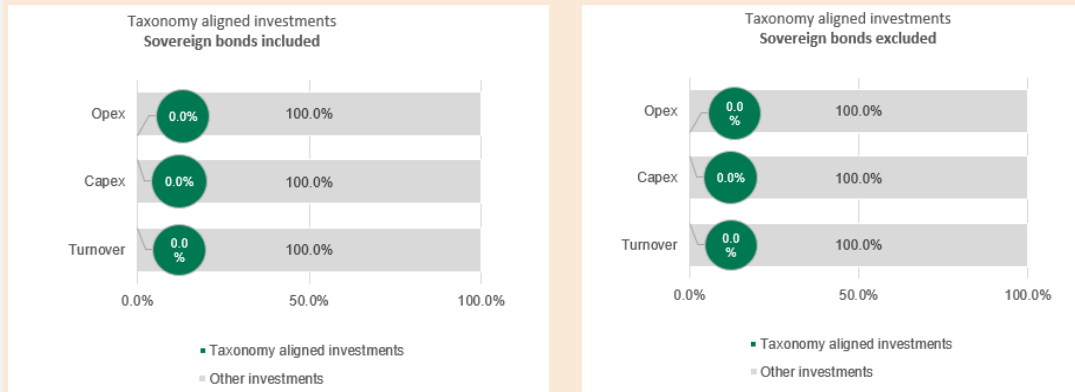 Taxonomy aligned investments
Sovereign bonds included
Opex
0.0%
100.0%
Capex
0.0%
100.0%
Turnover
0.0
%
100.0%
0.0%
50.0%
100.0%
Taxonomy aligned investments
Other investments
Taxonomy aligned investments
Sovereign bonds excluded
Opex
0.0
%
100.0%
Capex
0.0%
100.0%
Turnover
0.0
%
100.0%
0.0%
50.0%
100.0%
Taxonomy aligned investments
Other investments